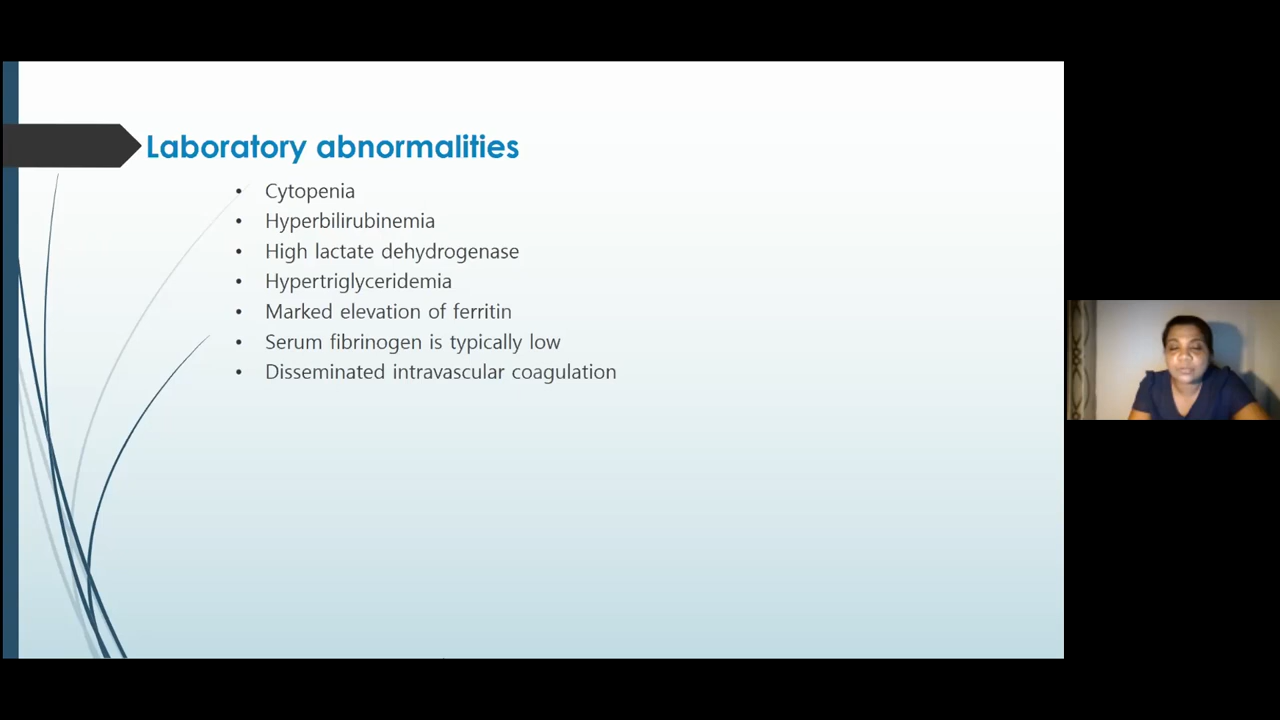 Laboratory abnormalities
• Cytopenia
• Hyperbilirubinemia
• High lactate dehydrogenase
• Hypertriglyceridemia
• Marked elevation of ferritin
• Serum fibrinogen is typically low
• Disseminated intravascular coagulation